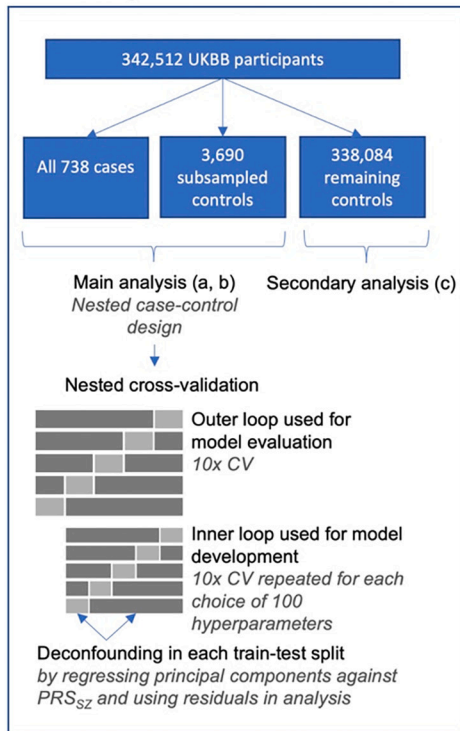 342,512 UKBB participants
All 738 cases
3,690
subsampled
controls
338,084
remaining
controls
Main analysis (a, b)
Nested case-control
design
Secondary analysis (c)
Nested cross-validation
Outer loop used for
model evaluation
10x CV
Inner loop used for model
development
10x CV repeated for each
choice of 100
hyperparameters
Deconfounding in each train-test split
by regressing principal components against
PRSSZ and using residuals in analysis